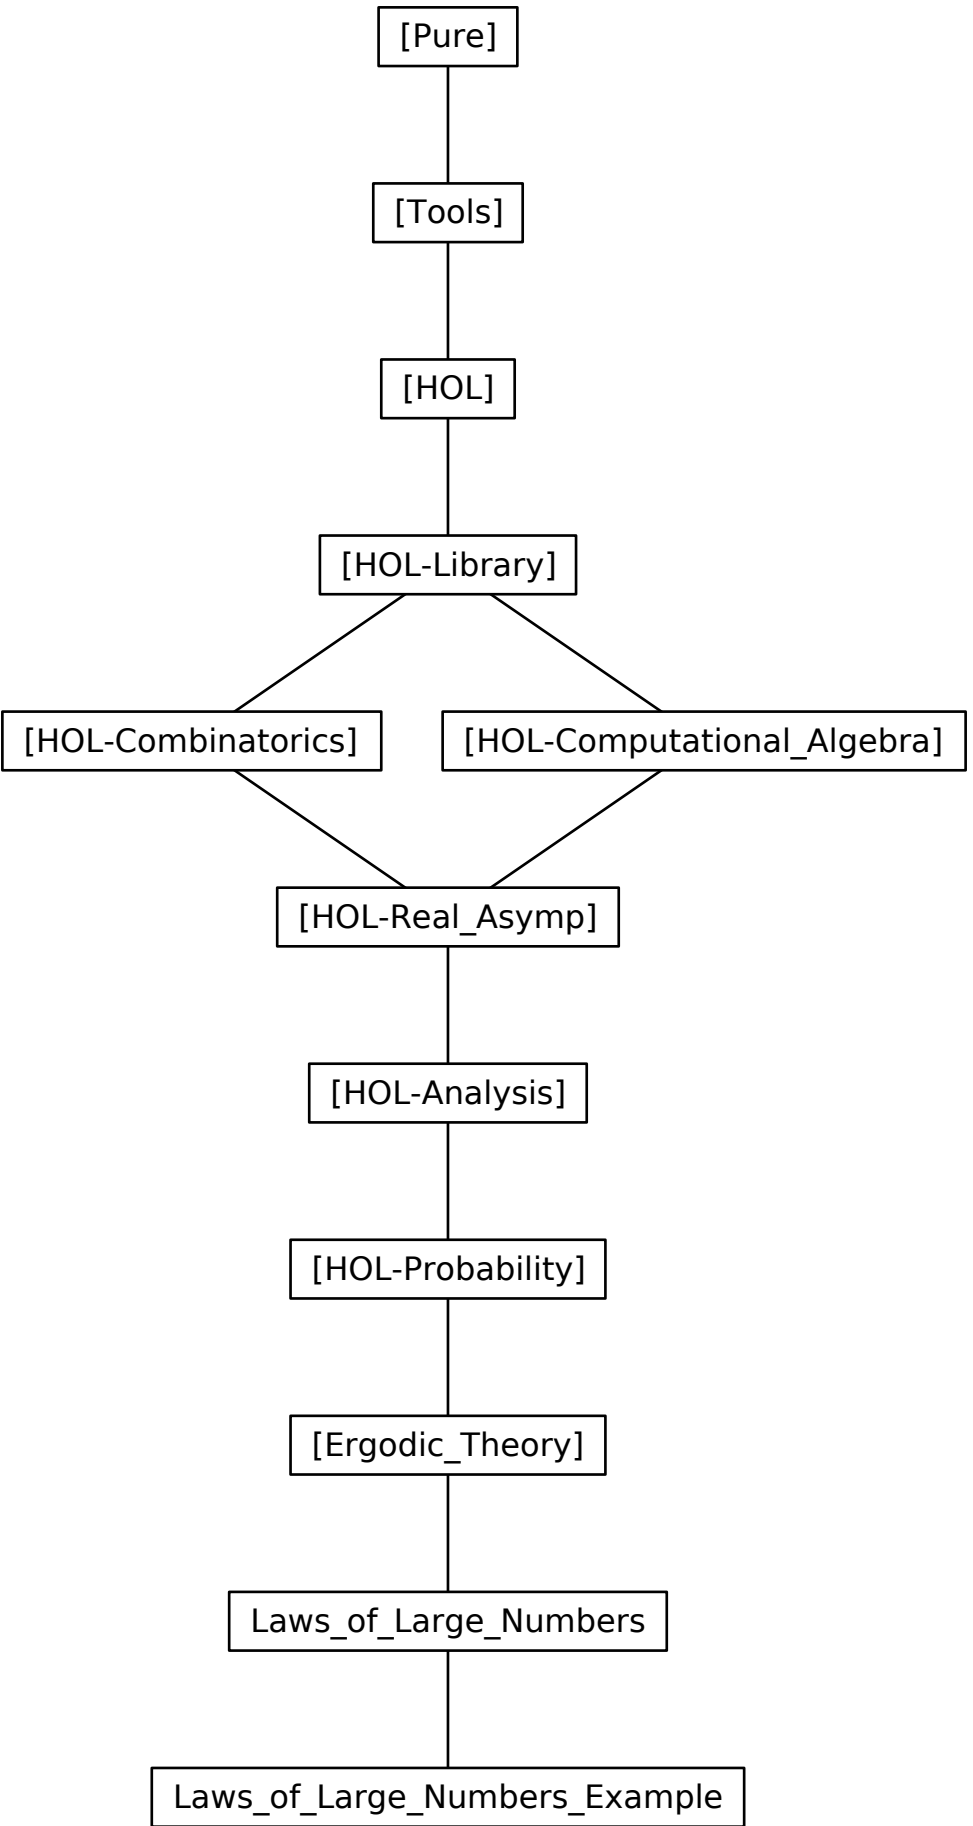 [Pure]
[Tools]
[HOL]
[HOL-Library]
[HOL-Combinatorics]
[HOL-Computational_Algebra]
[HOL-Real_Asymp]
[HOL-Analysis]
[HOL-Probability]
[Ergodic_Theory]
Laws_of_Large_Numbers
Laws_of_Large_Numbers_Example